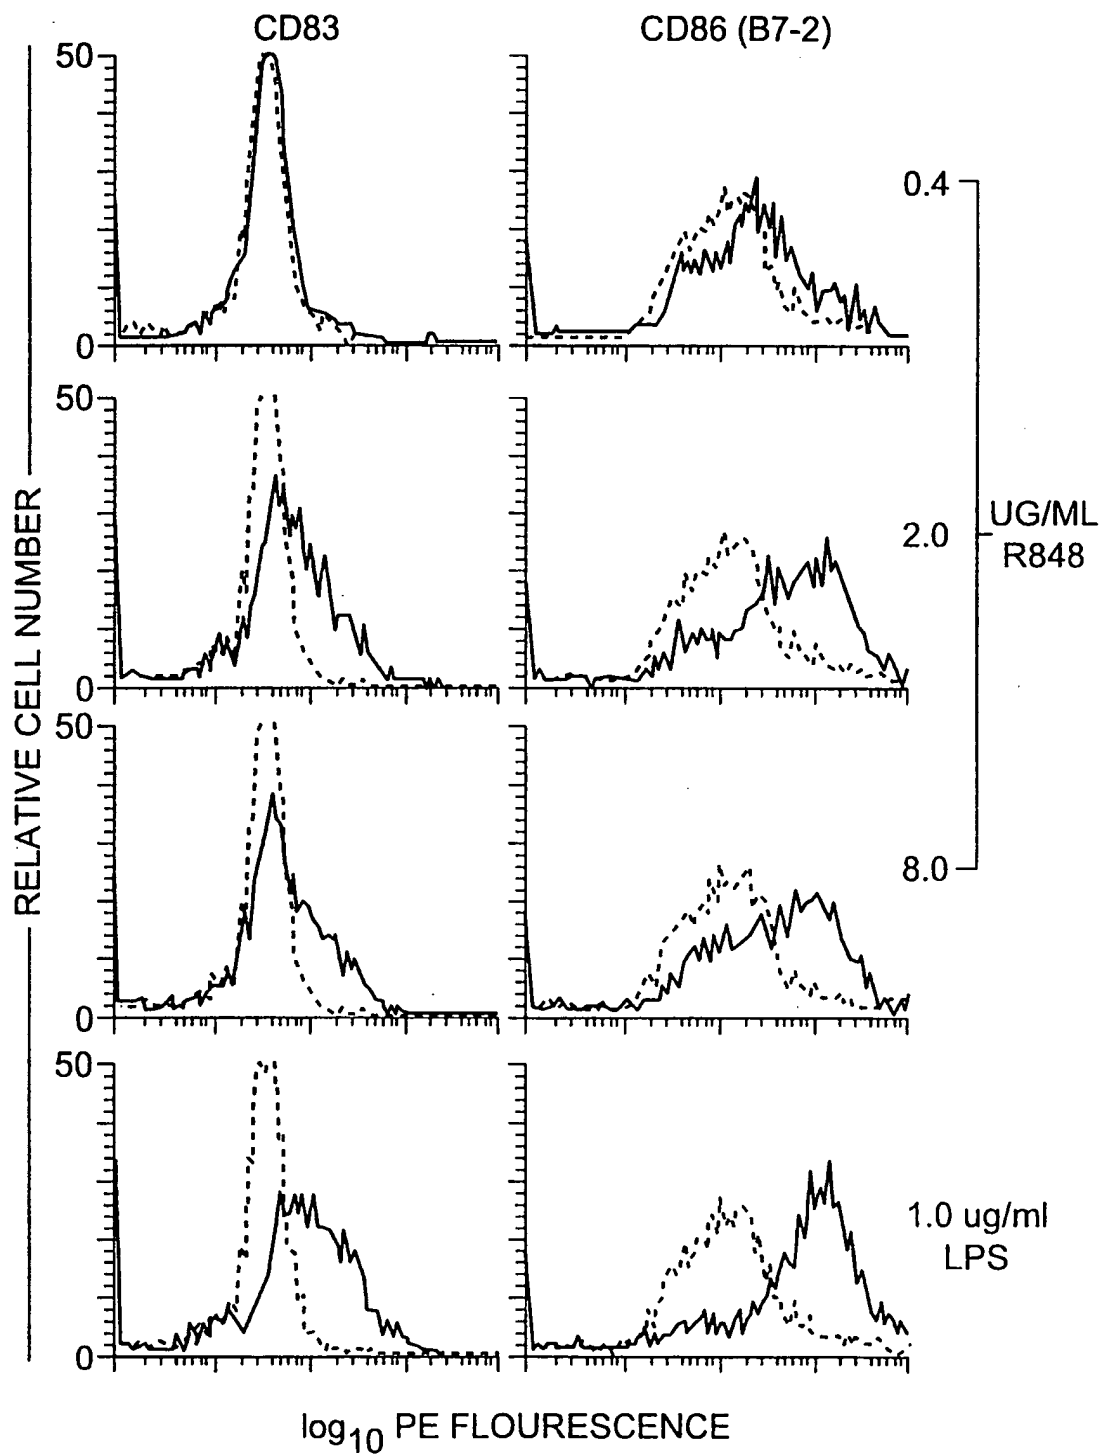 CD83
CD86 (B7-2)
50
0
0.4
50
0
2.0
UG/ML
R848
50
0
8.0
50
0
1.0 ug/ml
LPS
RELATIVE CELL NUMBER
log10 PE FLOURESCENCE